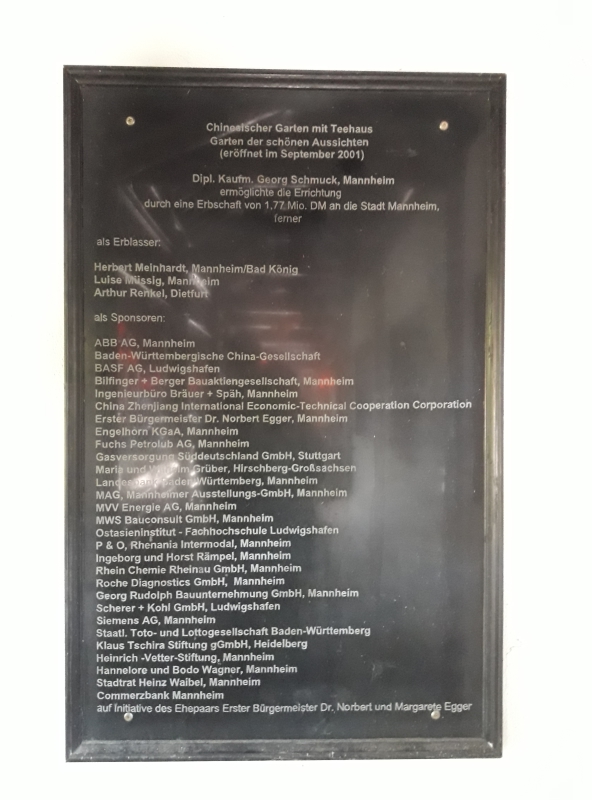 Chinesischer Garten mit Teehaus
Garten der schönen Aussichten
(eröffnet im September 2001)
Dipl. Kaufm. Georg Schmuck, Mannheim
ermöglichte die Errichtung
durch eine Erbschaft von 1,77 Mio. DM an die Stadt Mannheim,
ferner
als Erblasser:
Herbert Meinhardt, Mannheim/Bad König
Luise Müssig, Mannheim
Arthur Renkel, Dietfurt
als Sponsoren:
ABB AG, Mannheim
Baden-Württembergische China-Gesellschaft
BASF AG, Ludwigshafen
Bilfinger + Berger Bauaktiengesellschaft, Mannheim
Ingenieurbüro Bräuer + Späh, Mannheim
China Zhenjiang International Economic-Technical Cooperation Corporation
Erster Bürgermeister Dr. Norbert Egger, Mannheim
Engelhorn KGaA, Mannheim
Fuchs Petrolub AG, Mannheim
Gasversorgung Süddeutschland GmbH, Stuttgart
Maria und Grüber, Hirschberg-Großsachsen
Landesbank Baden-Württemberg, Mannheim
MAG, Mannheimer Ausstellungs-GmbH, Mannheim
MVV Energie AG, Mannheim
MWS Bauconsult GmbH, Mannheim
Ostasieninstitut - Fachhochschule Ludwigshafen
P & O, Rhenania Intermodal, Mannheim
Ingeborg und Horst Rämpel, Mannheim
Rhein Chemie Rheinau GmbH, Mannheim
Roche Diagnostics GmbH, Mannheim
Georg Rudolph Bauunternehmung GmbH, Mannheim
Scherer + Kohl GmbH, Ludwigshafen
Siemens AG, Mannheim
Staatl. Toto- und Lottogesellschaft Baden-Württemberg
Klaus Tschira Stiftung gGmbH, Heidelberg
Heinrich -Vetter-Stiftung, Mannheim
Hannelore und Bodo Wagner, Mannheim
Stadtrat Heinz Waibel, Mannheim
Commerzbank Mannheim
auf Initiative des Ehepaars Erster Bürgermeister Dr. Norbert und Margarete Egger